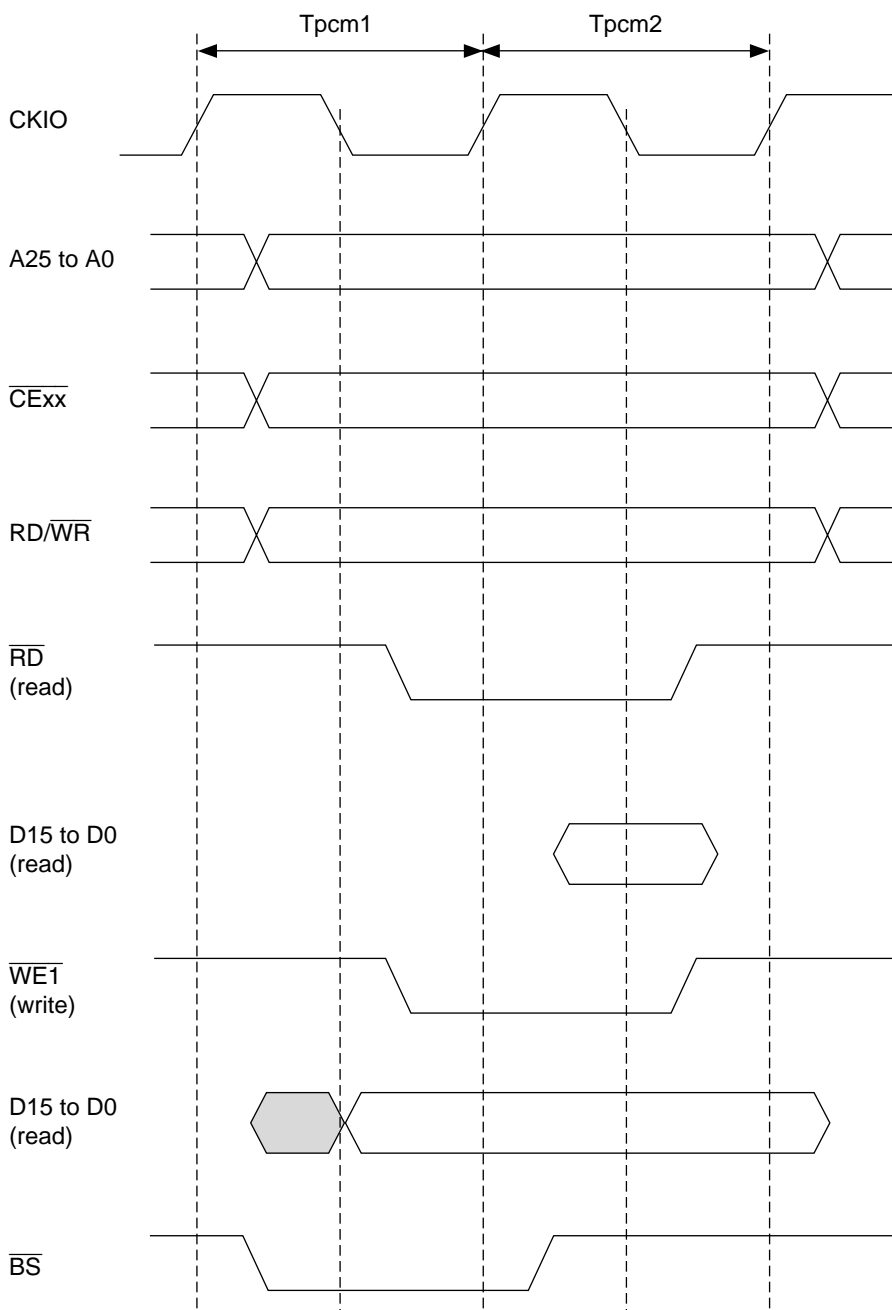 Tpcm1 Tpcm2
CKIO
A25 to A0
CExx
RD/WR
RD
(read)
D15 to D0
(read)
WE1
(write)
D15 to D0
(read)
BS